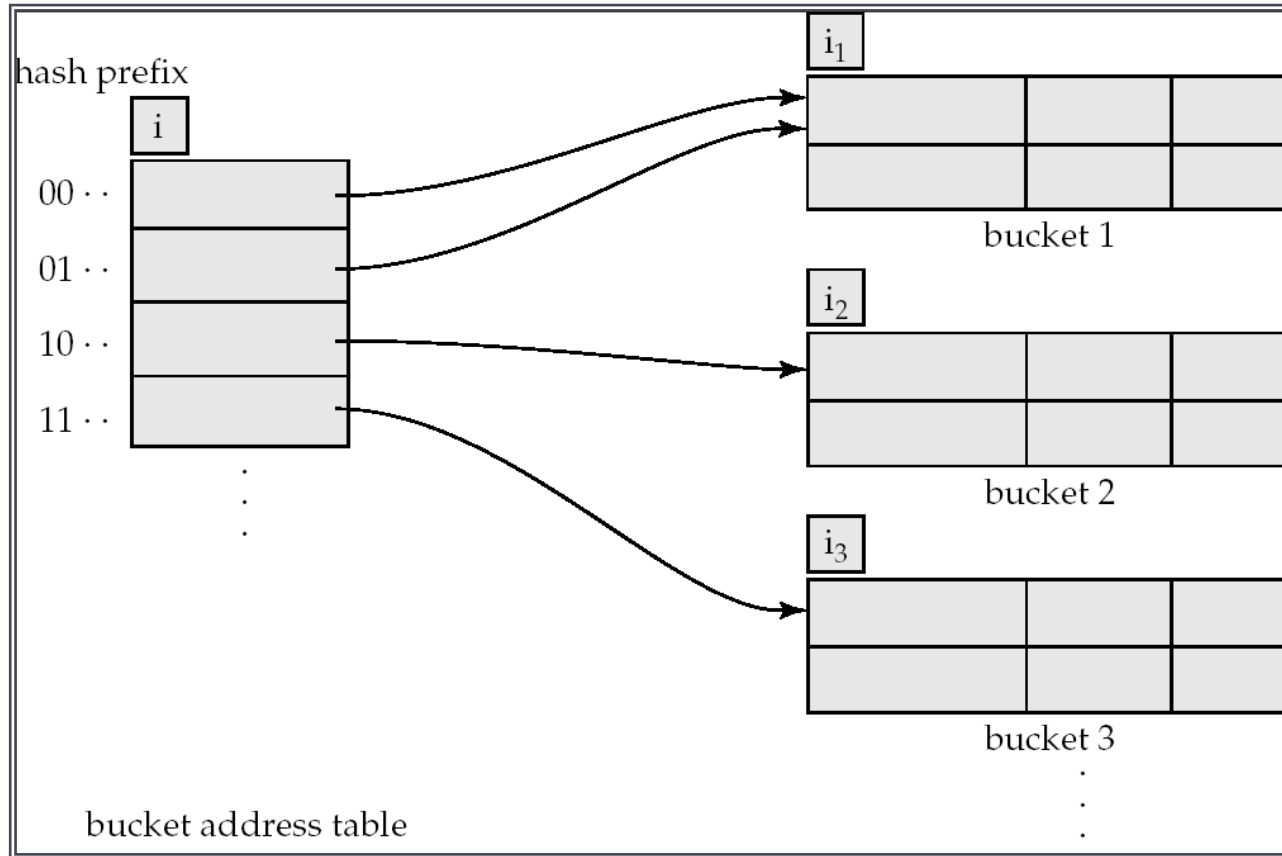 hash prefix
i
00 · ·
01 · ·
10 · ·
11 · ·
.
.
.
bucket address table
i₁
bucket 1
i₂
bucket 2
i₃
bucket 3
.
.
.